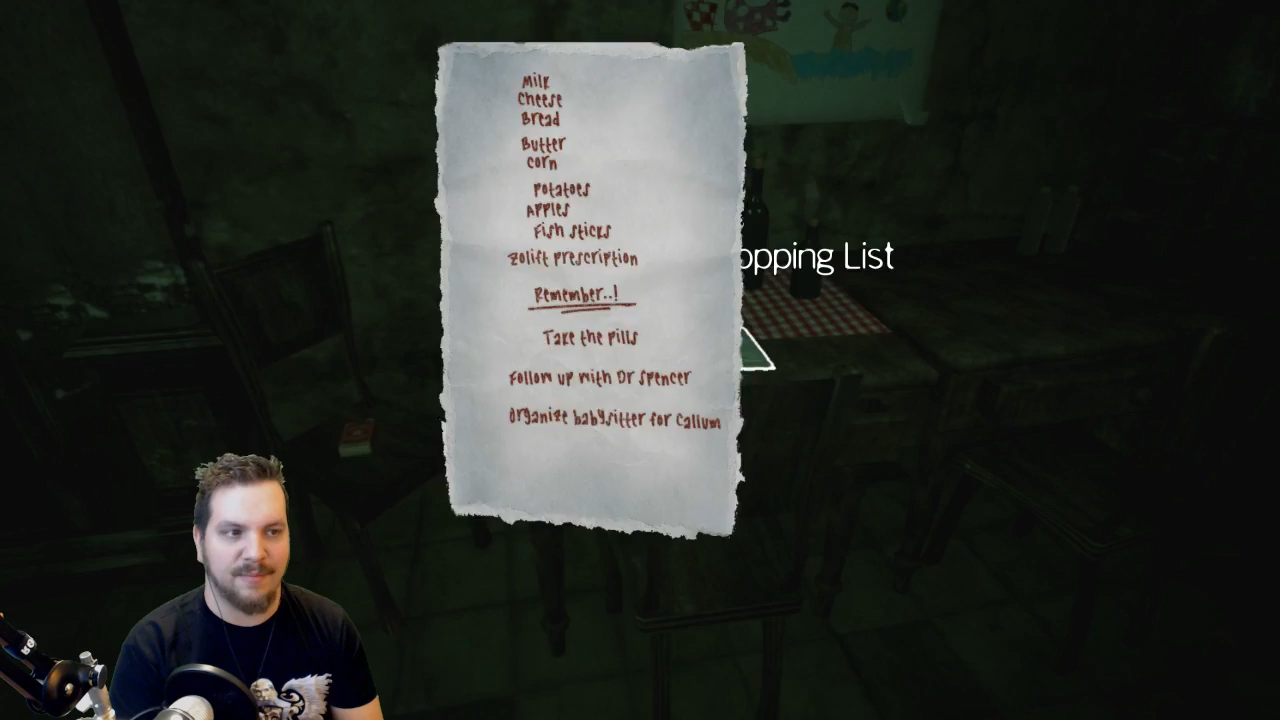 Milk
Cheese
Bread
Butter
Corn
Potatoes
Apples
Fish sticks
Zolift Prescription
Remember..!
Take the pills
Follow up with Dr Spencer
Organize babysitter for Callum
opping List